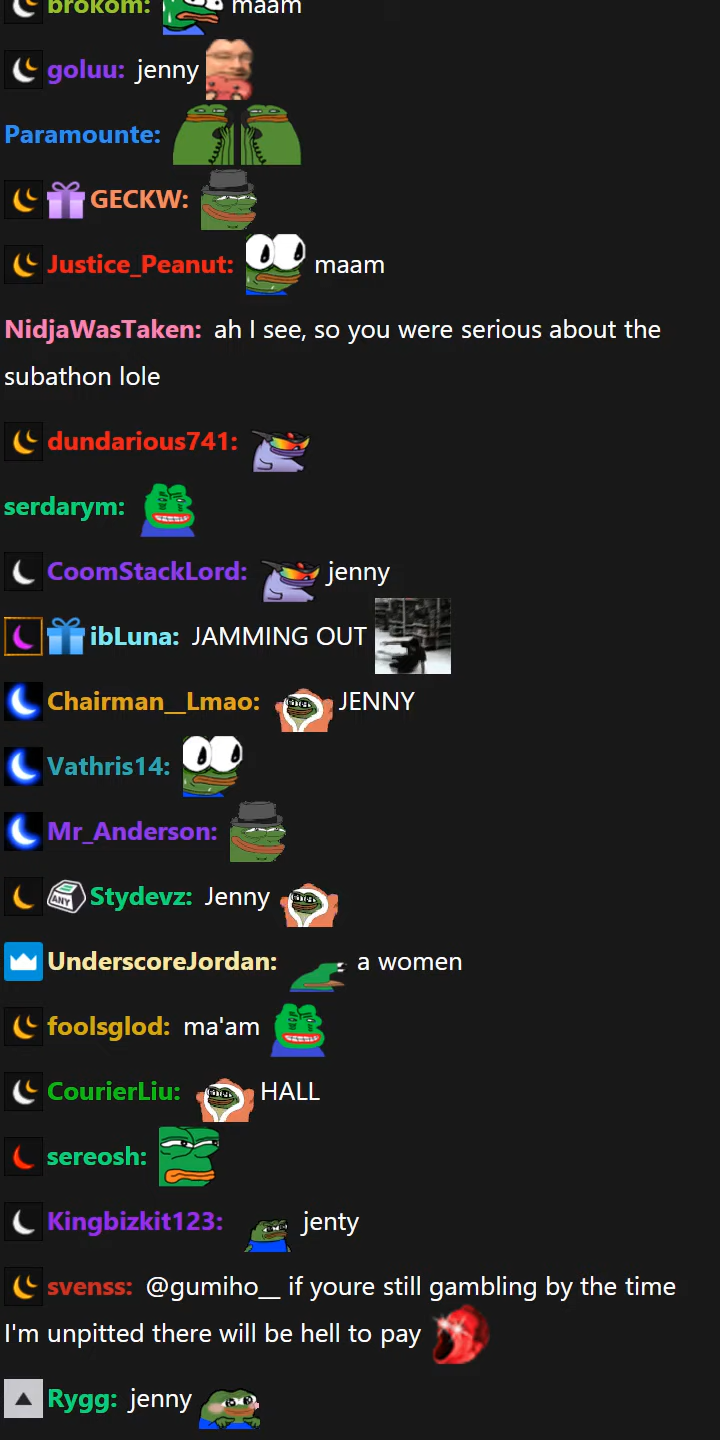 brokom: maam
goluu: jenny
Paramounte:
GECKW:
Justice_Peanut: maam
NidjaWasTaken: ah I see, so you were serious about the
subathon lole
dundarious741:
serdarym:
CoomStackLord: jenny
ibLuna: JAMMING OUT
Chairman__Lmao: JENNY
Vathris14:
Mr_Anderson:
ANY Stydevz: Jenny
UnderscoreJordan: a women
foolsglod: ma'am
CourierLiu: HALL
sereosh:
Kingbizkit123: jenty
svenss: @gumiho__ if youre still gambling by the time
I'm unpitted there will be hell to pay
Rygg: jenny